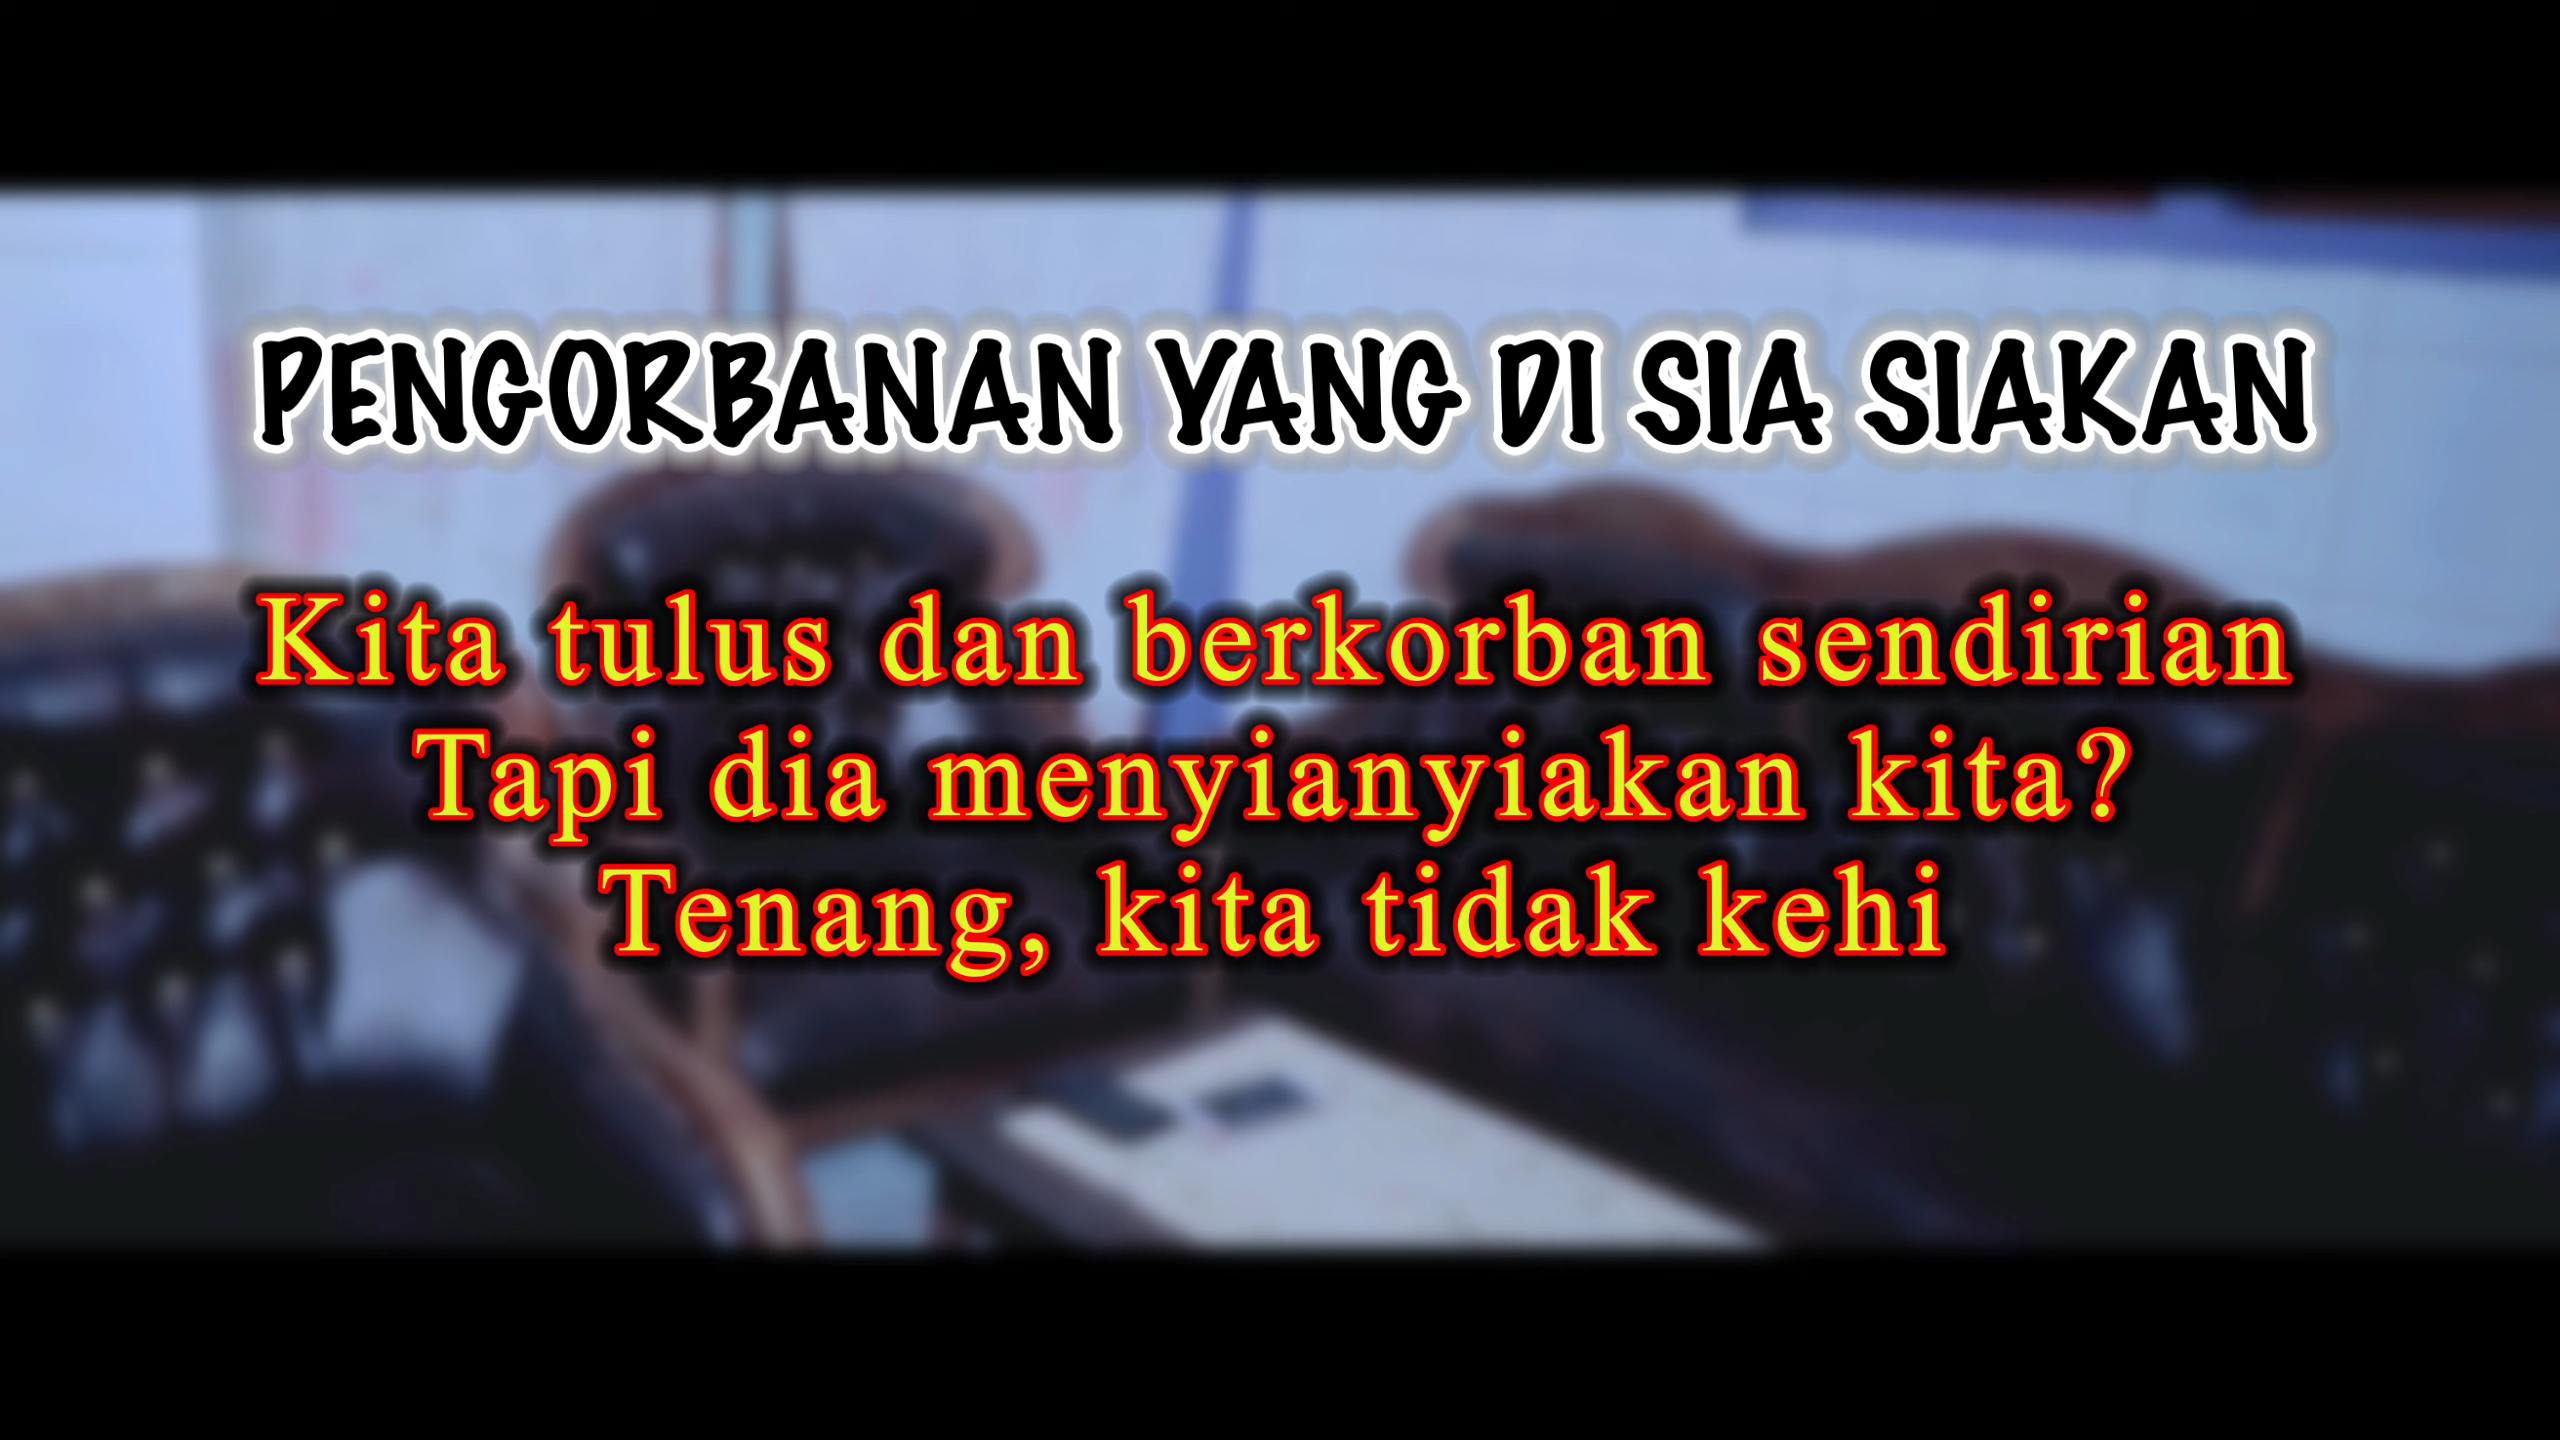 PENGORBANAN YANG DI SIA SIAKAN
Kita tulus dan berkorban sendirian
Tapi dia menyianyiakan kita?
Tenang, kita tidak kehi